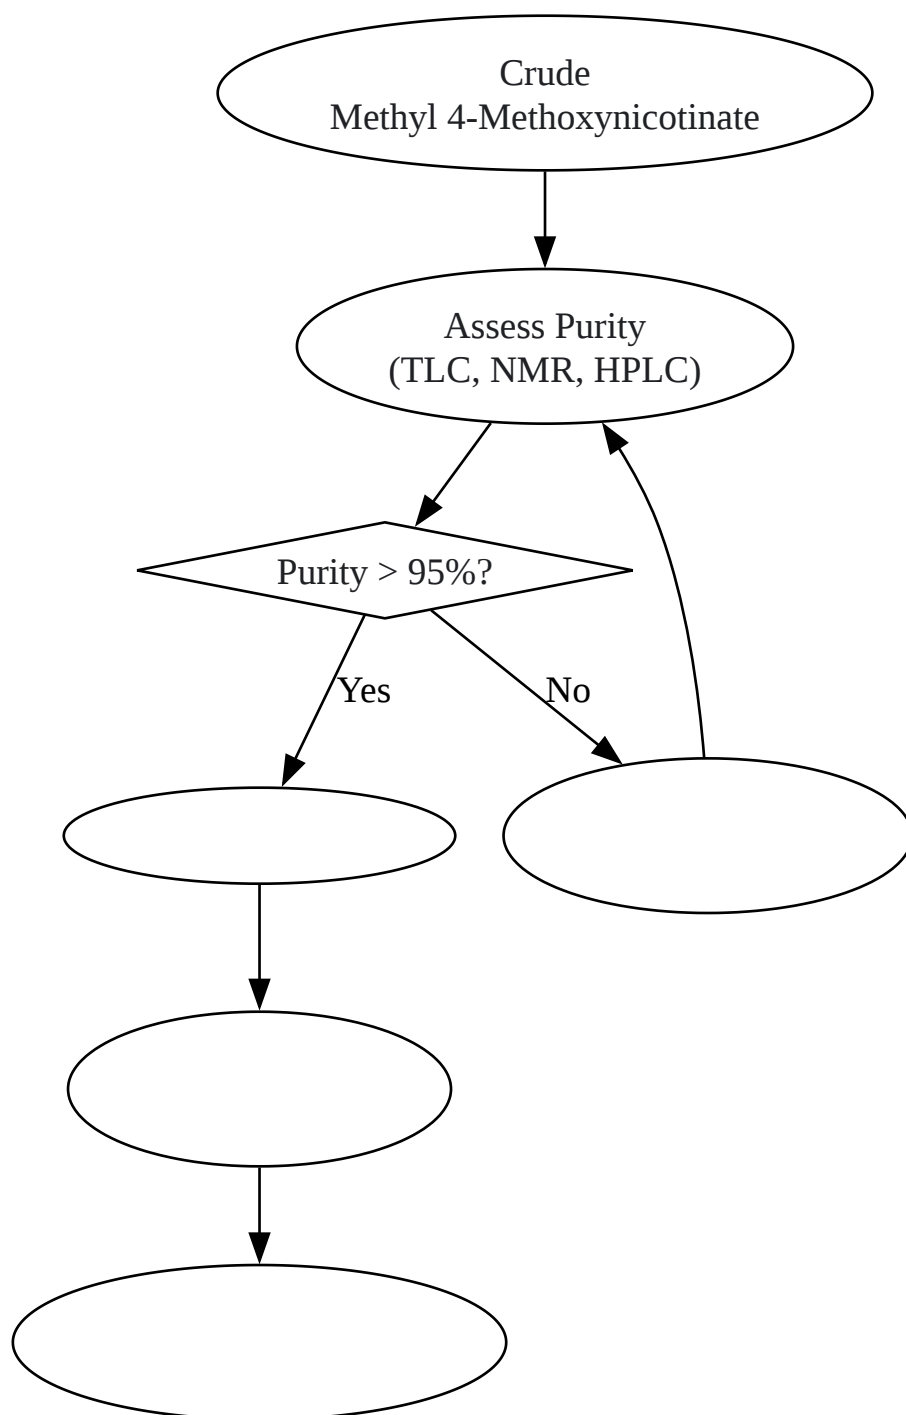 Crude
Methyl 4-Methoxynicotinate
Assess Purity
(TLC, NMR, HPLC)
Purity > 95%?
Yes
No